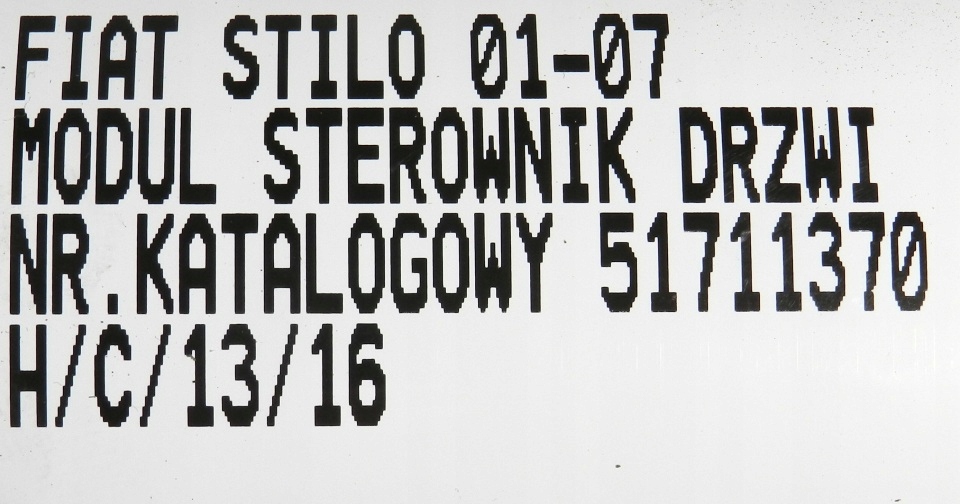 FIAT STILO 01-07
MODUL STEROWNIK DRZWI
NR.KATALOGOWY 51711370
H/C/13/16